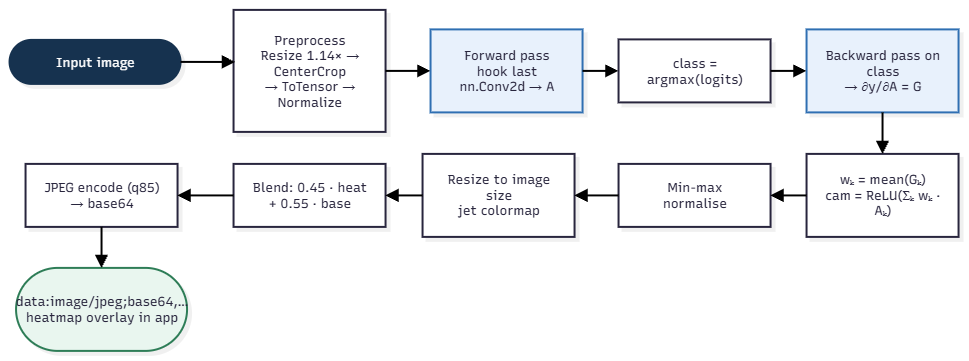 Input image
Preprocess
Resize 1.14× →
CenterCrop
→ ToTensor →
Normalize
Forward pass
hook last
nn.Conv2d → A
class =
argmax(logits)
Backward pass on
class
→ ∂y/∂A = G
wₖ = mean(Gₖ)
cam = ReLU(Σₖ wₖ ·
Aₖ)
Min-max
normalise
Resize to image
size
jet colormap
Blend: 0.45 · heat
+ 0.55 · base
JPEG encode (q85)
→ base64
data:image/jpeg;base64,…
heatmap overlay in app